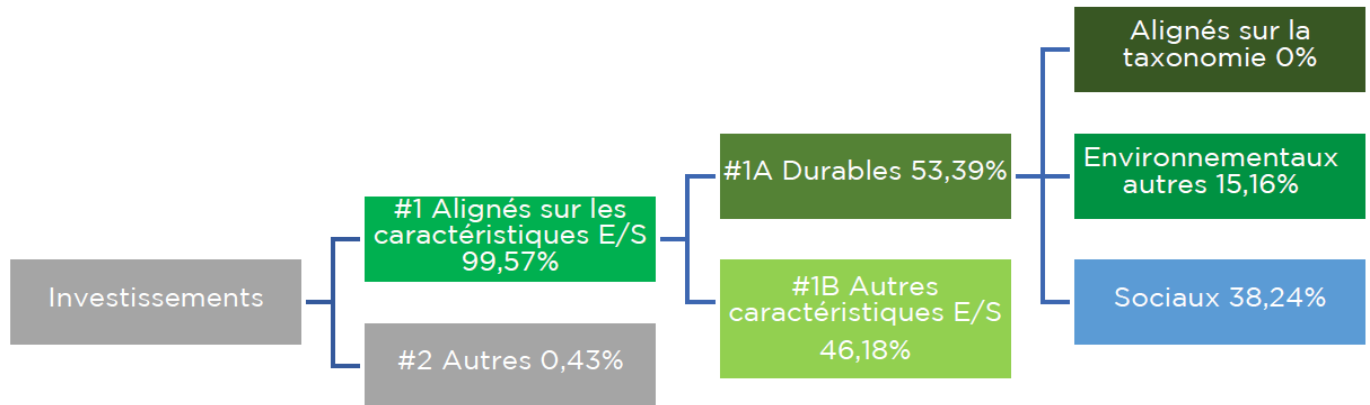 Investissements
#1 Alignés sur les
caractéristiques E/S
99,57%
#2 Autres 0,43%
#1A Durables 53,39%
#1B Autres
caractéristiques E/S
46,18%
Alignés sur la
taxonomie 0%
Environnementaux
autres 15,16%
Sociaux 38,24%